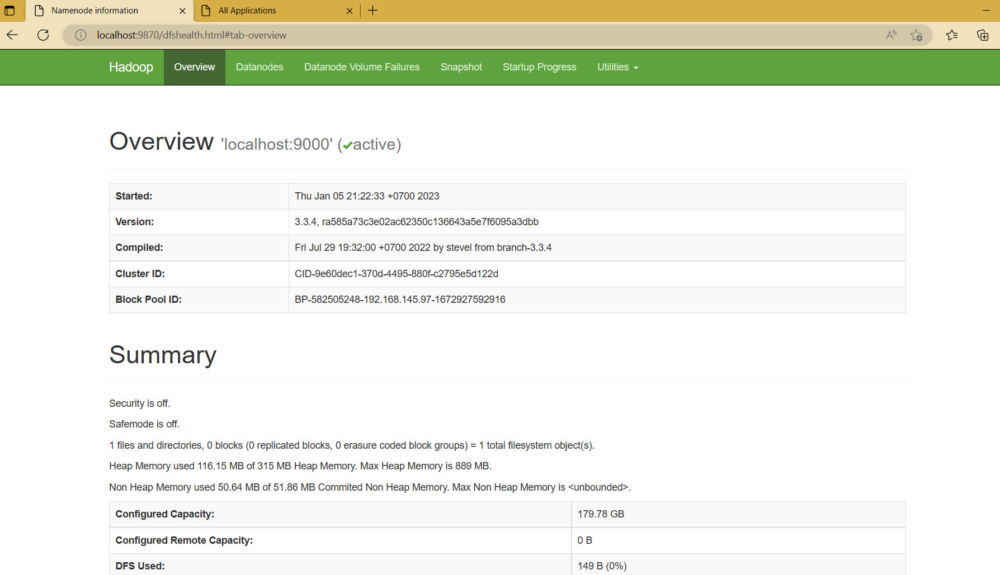 Namenode information
All Applications
localhost:9870/dfshealth.html#tab-overview
Hadoop Overview Datanodes Datanode Volume Failures Snapshot Startup Progress Utilities
Overview 'localhost:9000' (✔active)
Started: Thu Jan 05 21:22:33 +0700 2023
Version: 3.3.4, ra585a73c3e02ac62350c136643a5e7f6095a3dbb
Compiled: Fri Jul 29 19:32:00 +0700 2022 by stevel from branch-3.3.4
Cluster ID: CID-9e60dec1-370d-4495-880f-c2795e5d122d
Block Pool ID: BP-582505248-192.168.145.97-1672927592916
Summary
Security is off.
Safemode is off.
1 files and directories, 0 blocks (0 replicated blocks, 0 erasure coded block groups) = 1 total filesystem object(s).
Heap Memory used 116.15 MB of 315 MB Heap Memory. Max Heap Memory is 889 MB.
Non Heap Memory used 50.64 MB of 51.86 MB Commited Non Heap Memory. Max Non Heap Memory is <unbounded>.
Configured Capacity: 179.78 GB
Configured Remote Capacity: 0 B
DFS Used: 149 B (0%)